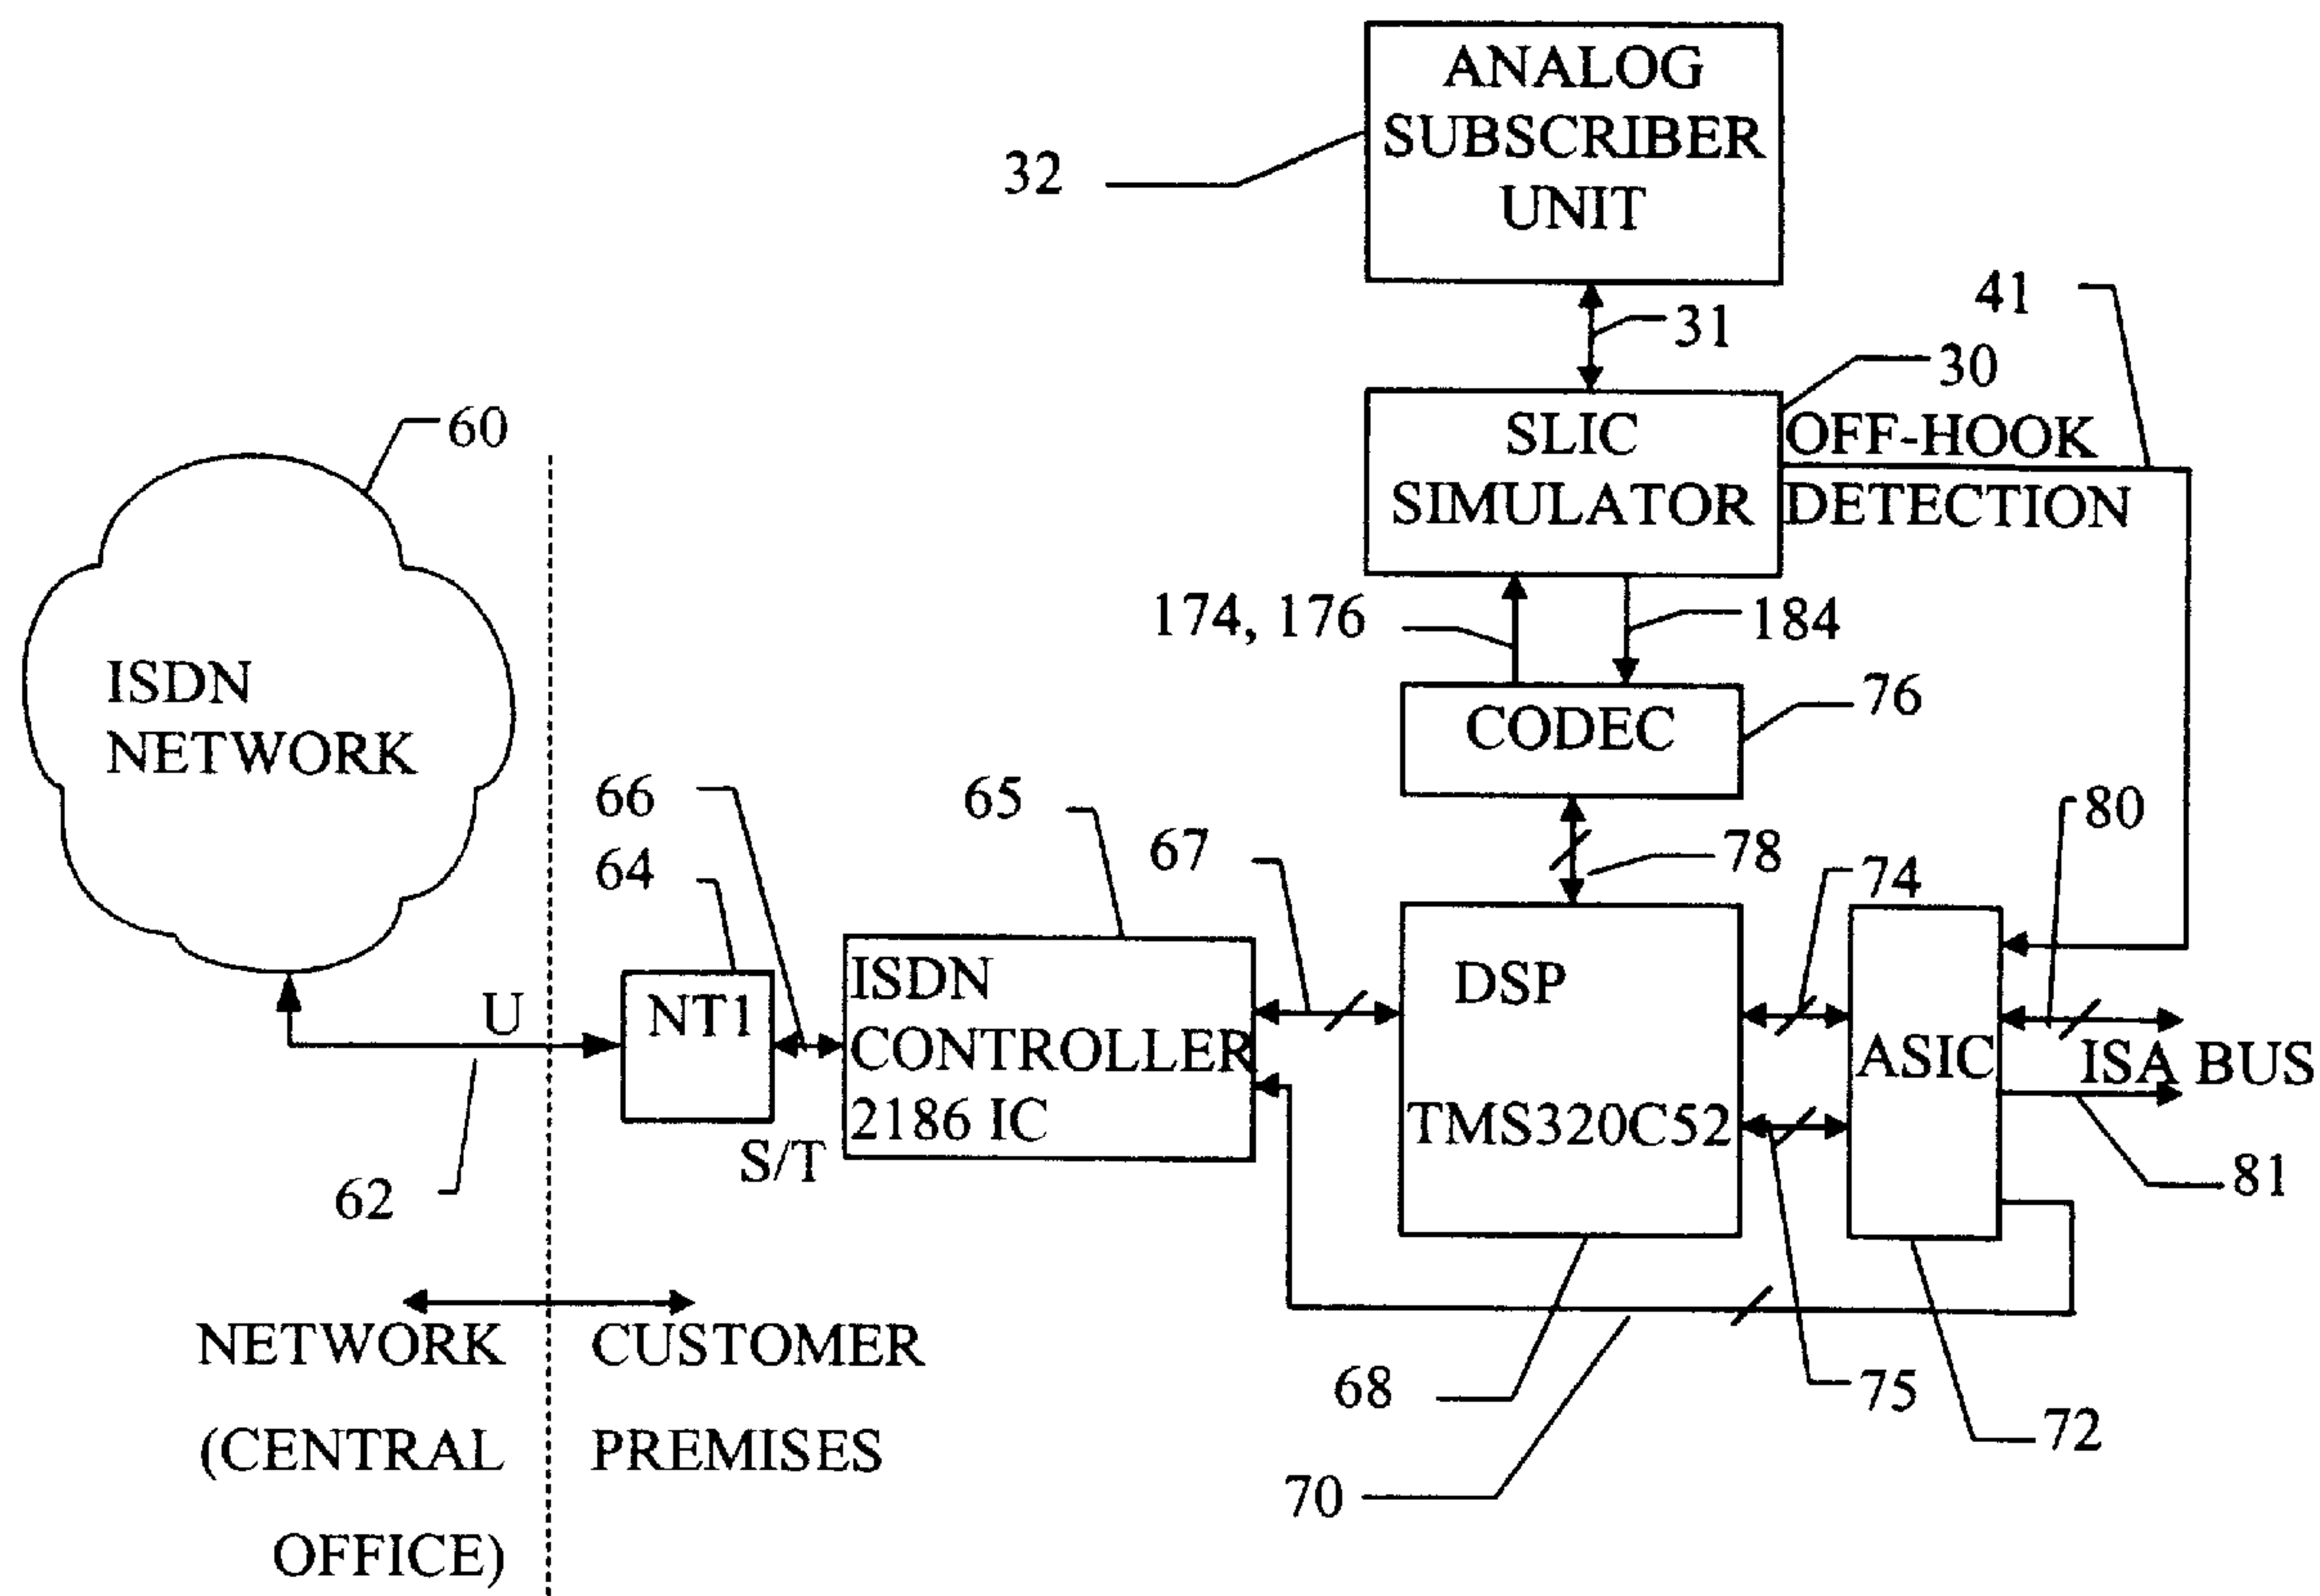 ANALOG
SUBSCRIBER
UNIT
32
41
31
30
SLIC
SIMULATOR
OFF-HOOK
DETECTION
60
174, 176
184
ISDN
NETWORK
CODEC
76
66
64
65
67
78
74
80
U
NT1
S/T
ISDN
CONTROLLER
2186 IC
DSP
TMS320C52
ASIC
ISA BUS
81
62
68
75
72
70
NETWORK
(CENTRAL
OFFICE)
CUSTOMER
PREMISES